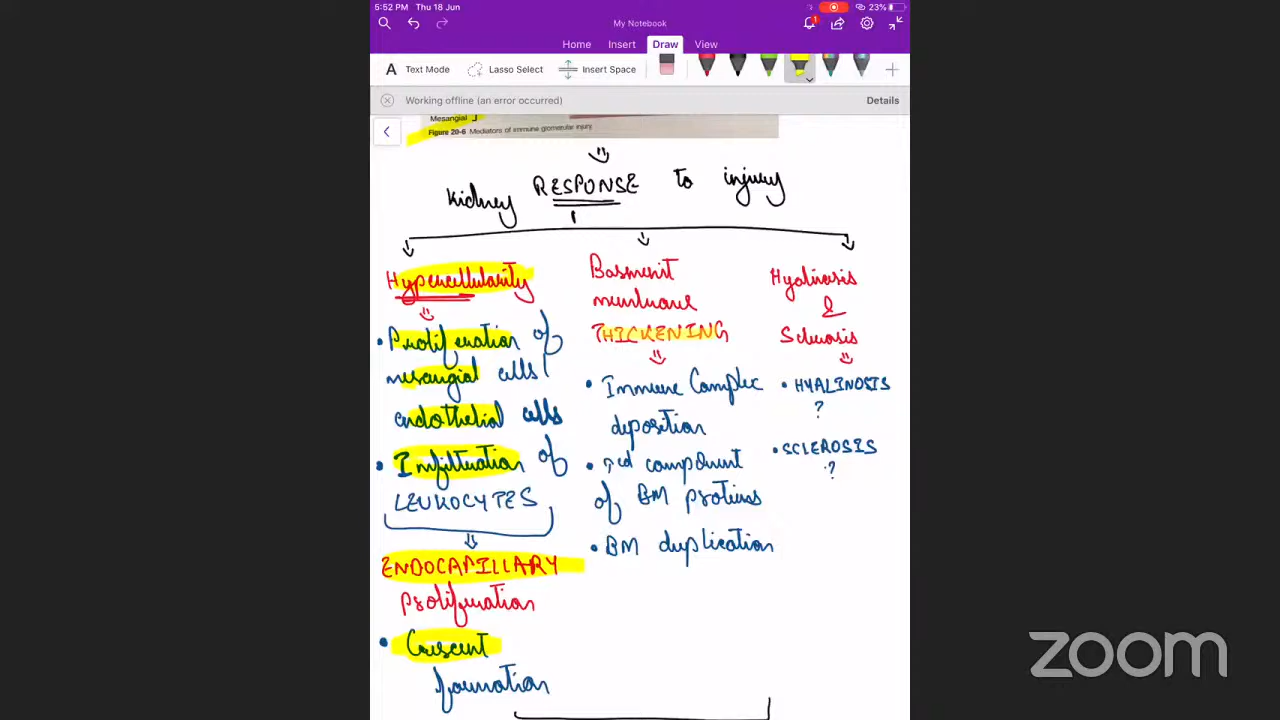 5:52 PM Thu 18 Jun
23%
My Notebook
1
Home Insert Draw View
A Text Mode Lasso Select Insert Space
Working offline (an error occurred) Details
Mesangial
Figure 20-6 Mediators of immune glomerular injury
Kidney RESPONSE to injury
Hypercellularity
• Proliferation of
mesangial cells
endothelial cells
• Infiltration of
LEUKOCYTES
ENDOCAPILLARY
Proliferation
• Crescent
formation
Basment
membrane
THICKENING
• Immune Complex
deposition
• ↑ed component
of BM proteins
• BM duplication
Hyalinosis
&
Sclerosis
• HYALINOSIS
?
• SCLEROSIS
?
zoom